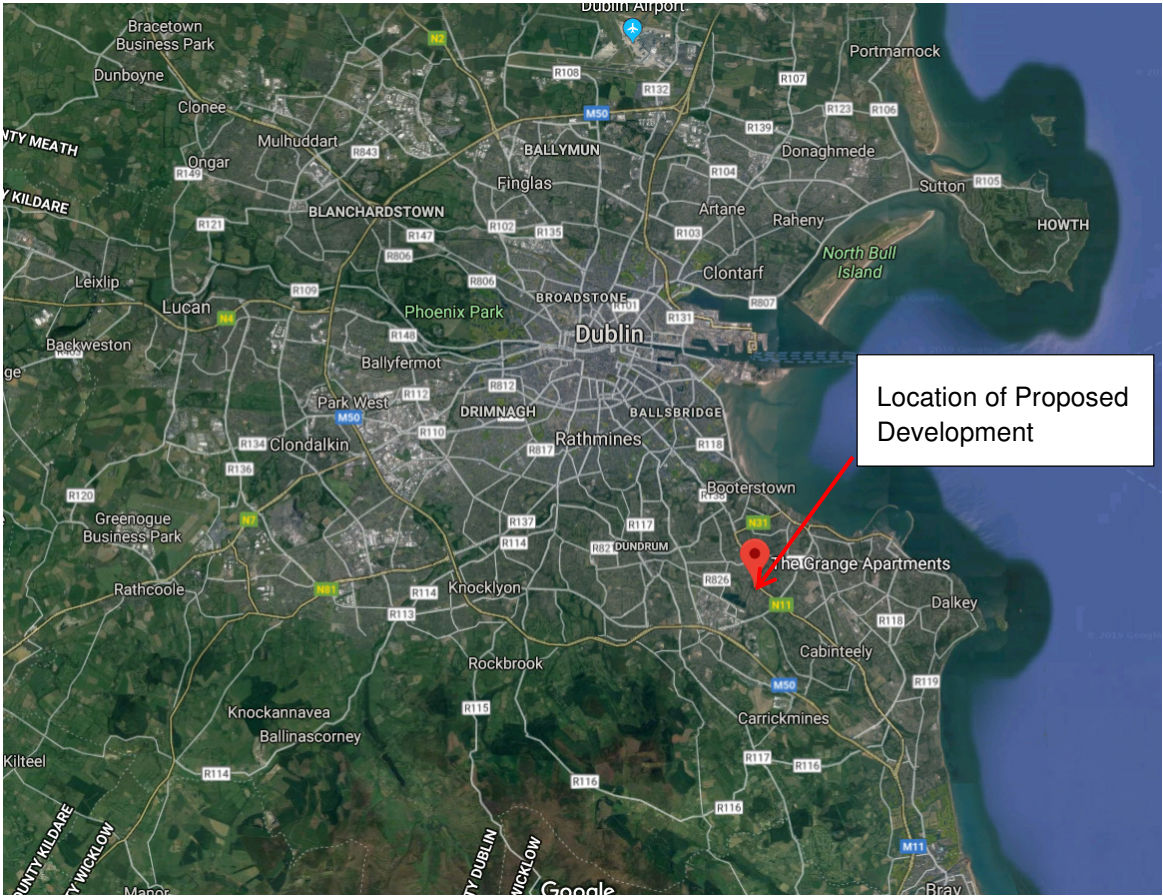 Dublin Airport
Bracetown
Business Park
N2
Portmarnock
Dunboyne
R108
R107
R132
Clonee
M50
R123
R106
NTY MEATH
Mulhuddart
R139
R843
BALLYMUN
Donaghmede
Ongar
R149
R104
Finglas
Sutton
R105
Y KILDARE
BLANCHARDSTOWN
Artane
R121
R102
R135
R103
Raheny
HOWTH
R147
R806
North Bull
Island
Leixlip
R806
Clontarf
R109
BROADSTONE
R101
R807
Lucan
N4
Phoenix Park
R131
R148
Dublin
Backweston
ge
Ballyfermot
Location of Proposed
Development
R812
R112
Park West
M50
DRIMNAGH
BALLSBRIDGE
R110
Rathmines
R134
Clondalkin
R817
R118
R136
R120
Booterstown
Greenogue
Business Park
N7
R137
R117
N31
R114
DUNDRUM
The Grange Apartments
R826
Rathcoole
N81
R114
Knocklyon
R113
N11
Dalkey
R118
Cabinteely
Rockbrook
M50
R119
Knockannavea
R115
Carrickmines
Ballinascorney
Kilteel
R117
R116
R114
R116
R116
OUNTY KILDARE
TY WICKLOW
TY DUBLIN
WICKLOW
M11
Manor
Google
Bray